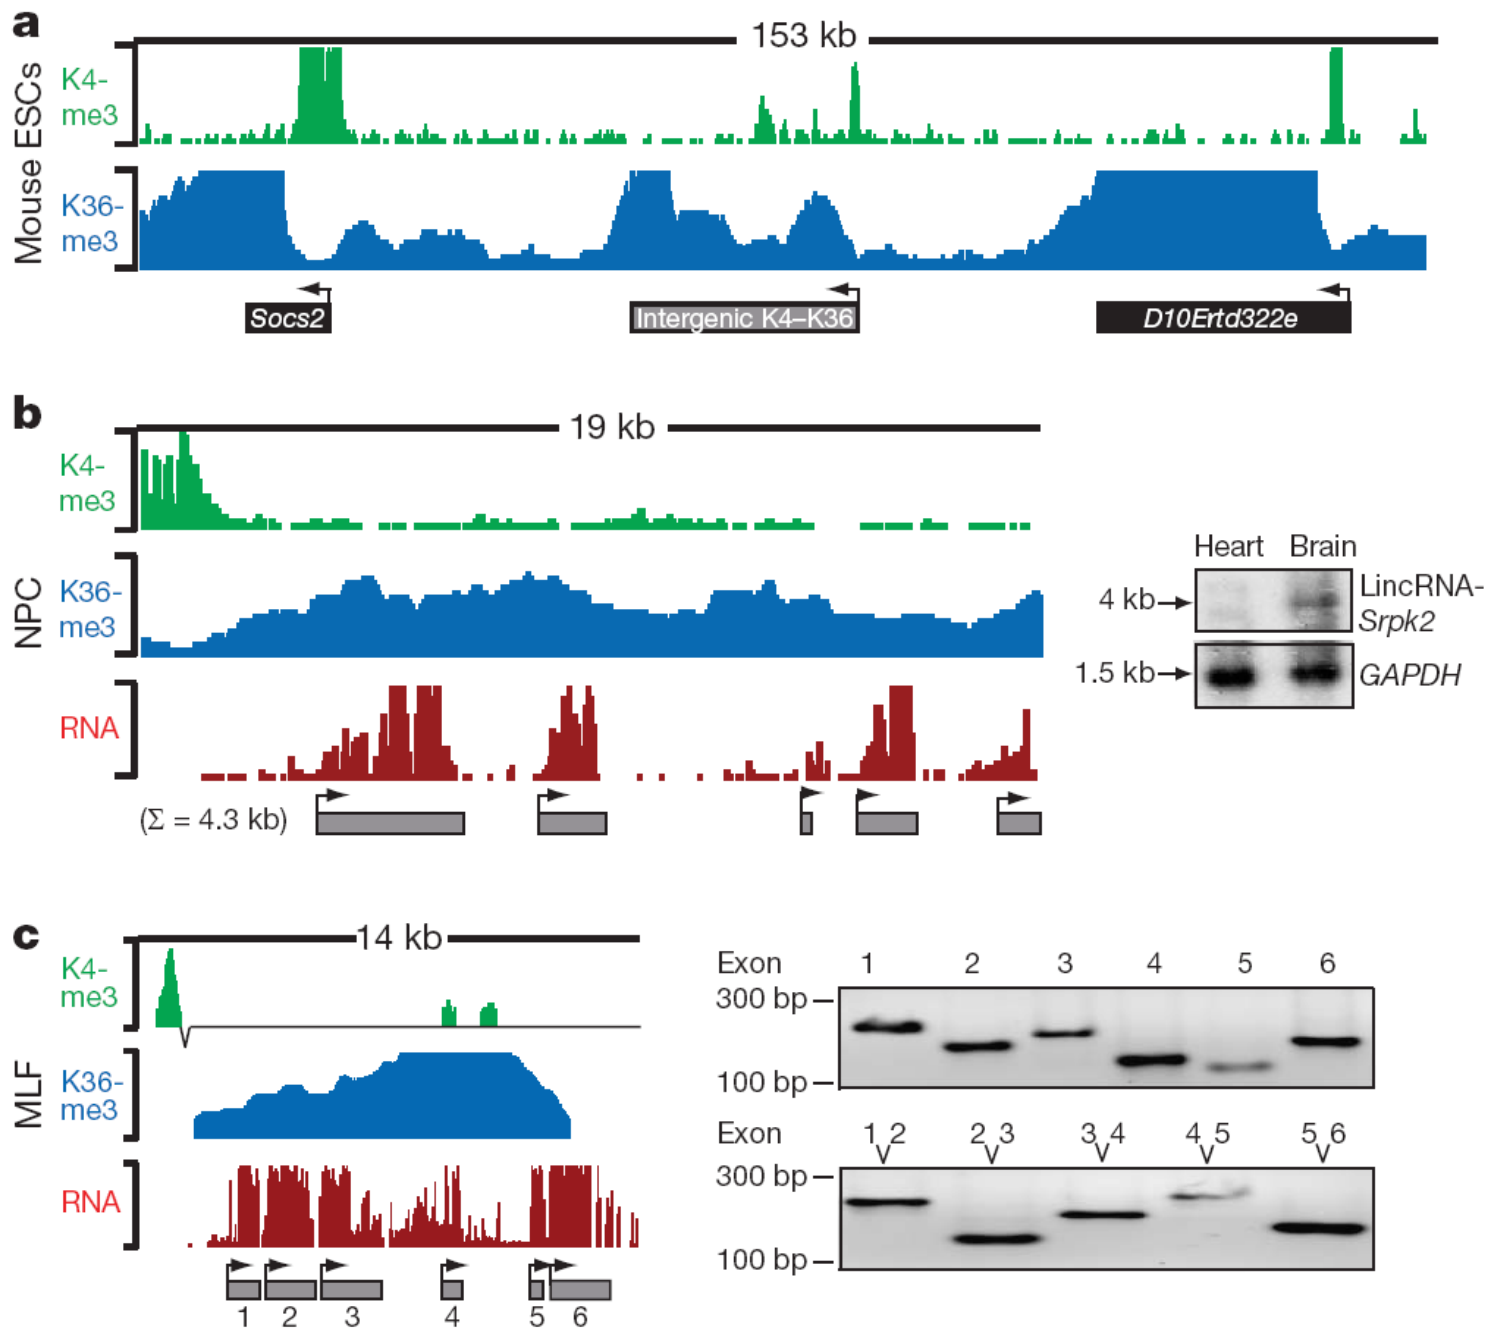 a
153 kb
Mouse ESCs
K4-
me3
K36-
me3
Socs2
Intergenic K4–K36
D10Ertd322e
b
19 kb
NPC
K4-
me3
K36-
me3
RNA
(Σ = 4.3 kb)
Heart Brain
4 kb
LincRNA-
Srpk2
1.5 kb
GAPDH
c
14 kb
MLF
K4-
me3
K36-
me3
RNA
1 2 3 4 5 6
Exon 1 2 3 4 5 6
300 bp
100 bp
Exon 1,2 2,3 3,4 4,5 5,6
300 bp
100 bp